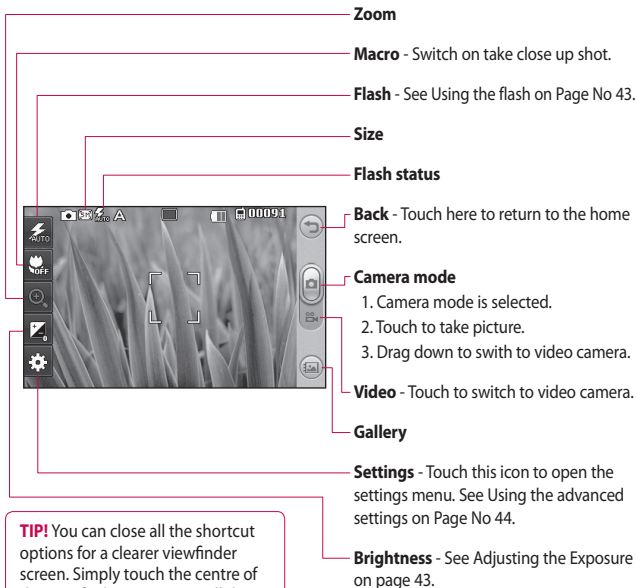 Zoom
Macro - Switch on take close up shot.
Flash - See Using the flash on Page No 43.
Size
Flash status
00091
AUTO
OFF
Back - Touch here to return to the home
screen.
Camera mode
1. Camera mode is selected.
2. Touch to take picture.
3. Drag down to swith to video camera.
Video - Touch to switch to video camera.
Gallery
Settings - Touch this icon to open the
settings menu. See Using the advanced
settings on Page No 44.
Brightness - See Adjusting the Exposure
on page 43.
TIP! You can close all the shortcut
options for a clearer viewfinder
screen. Simply touch the centre of